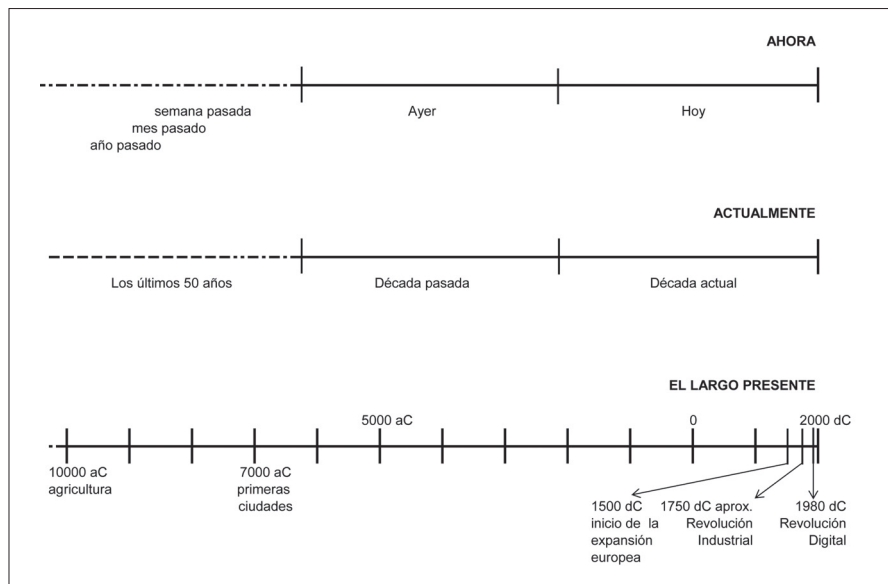 AHORA
semana pasada
mes pasado
año pasado
Ayer
Hoy
ACTUALMENTE
Los últimos 50 años
Década pasada
Década actual
EL LARGO PRESENTE
5000 aC
0
2000 dC
10000 aC
agricultura
7000 aC
primeras
ciudades
1500 dC
inicio de la
expansión
europea
1750 dC aprox.
Revolución
Industrial
1980 dC
Revolución
Digital